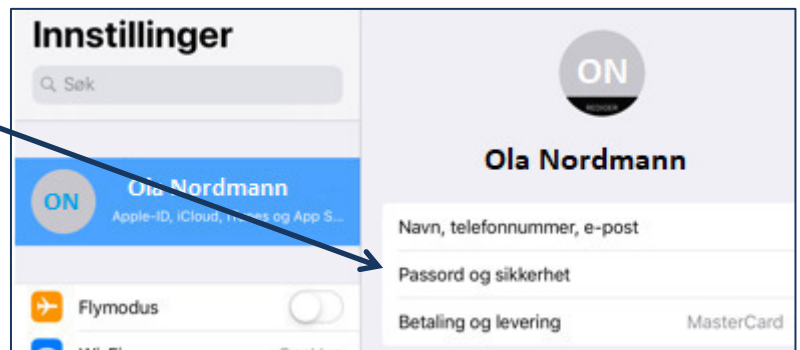 Innstillinger
Søk
ON
Ola Nordmann
Apple-ID, iCloud, iTunes og App S...
Flymodus
ON
REDIGER
Ola Nordmann
Navn, telefonnummer, e-post
Passord og sikkerhet
Betaling og levering MasterCard